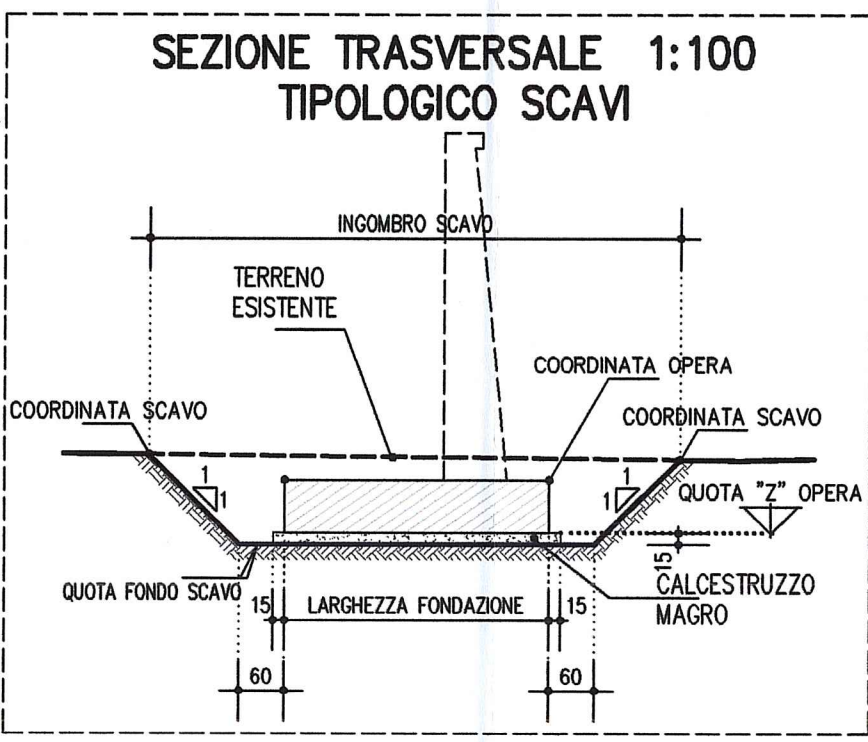 SEZIONE TRASVERSALE 1:100
TIPOLOGICO SCAVI
INGOMBRO SCAVO
TERRENO
ESISTENTE
COORDINATA OPERA
COORDINATA SCAVO
COORDINATA SCAVO
1
1
1
1
QUOTA "Z" OPERA
15
QUOTA FONDO SCAVO
CALCESTRUZZO
MAGRO
15
LARGHEZZA FONDAZIONE
15
60
60